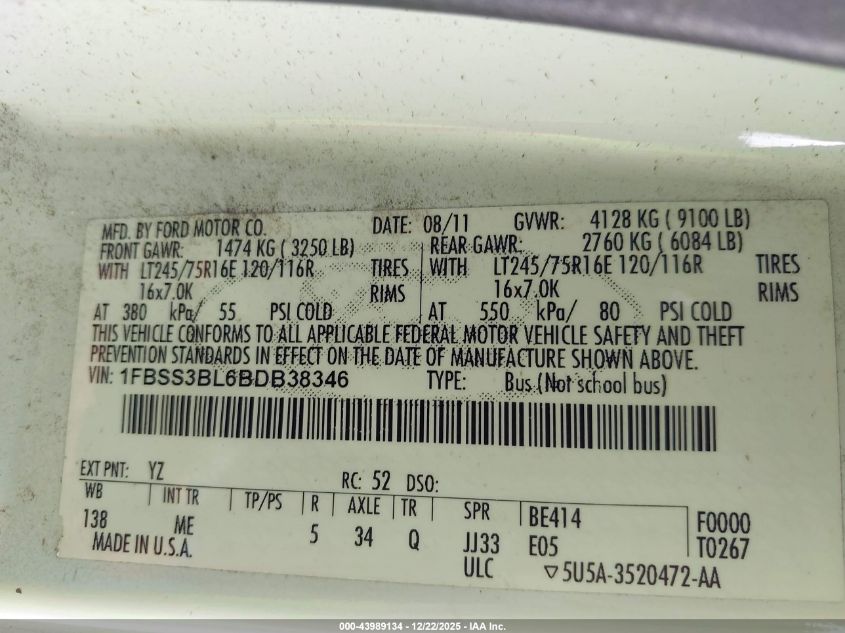 MFD. BY FORD MOTOR CO. DATE: 08/11 GVWR: 4128 KG ( 9100 LB)
FRONT GAWR: 1474 KG ( 3250 LB) REAR GAWR: 2760 KG ( 6084 LB)
WITH LT245/75R16E 120/116R TIRES WITH LT245/75R16E 120/116R TIRES
16x7.0K RIMS 16x7.0K RIMS
AT 380 kPa/ 55 PSI COLD AT 550 kPa/ 80 PSI COLD
THIS VEHICLE CONFORMS TO ALL APPLICABLE FEDERAL MOTOR VEHICLE SAFETY AND THEFT
PREVENTION STANDARDS IN EFFECT ON THE DATE OF MANUFACTURE SHOWN ABOVE.
VIN: 1FBSS3BL6BDB38346 TYPE: Bus (Not school bus)
EXT PNT: YZ RC: 52 DSO:
WB INT TR TP/PS R AXLE TR SPR BE414 F0000
138 ME 5 34 Q JJ33 E05 T0267
MADE IN U.S.A. ULC ▽5U5A-3520472-AA
000-43989134 - 12/22/2025 - IAA Inc.